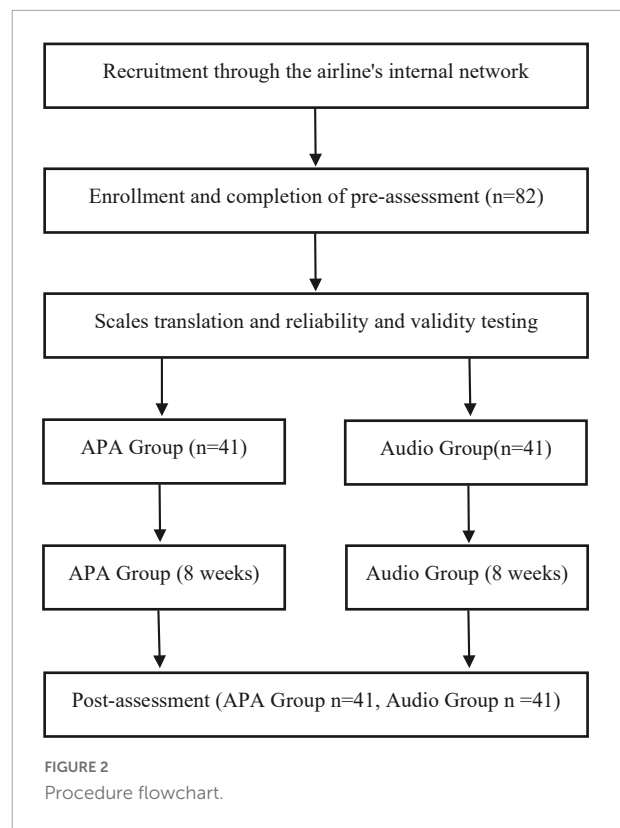 Recruitment through the airline's internal network
Enrollment and completion of pre-assessment (n=82)
Scales translation and reliability and validity testing
APA Group (n=41)
Audio Group(n=41)
APA Group (8 weeks)
Audio Group (8 weeks)
Post-assessment (APA Group n=41, Audio Group n =41)
FIGURE 2
Procedure flowchart.